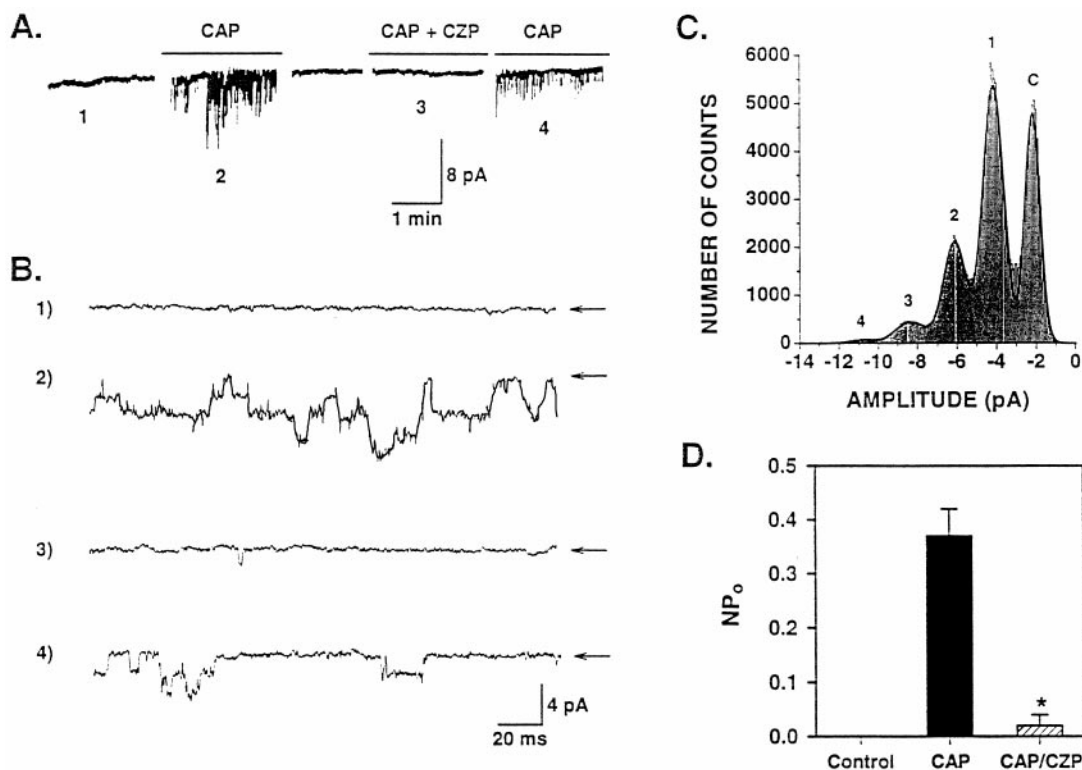 A.
CAP
CAP + CZP
CAP
1
2
3
4
8 pA
1 min
B.
1)
2)
3)
4)
4 pA
20 ms
C.
6000
5000
4000
3000
2000
1000
0
NUMBER OF COUNTS
1
C
2
3
4
-14 -12 -10 -8 -6 -4 -2 0
AMPLITUDE (pA)
D.
0.5
0.4
0.3
0.2
0.1
0.0
NPo
*
Control CAP CAP/CZP